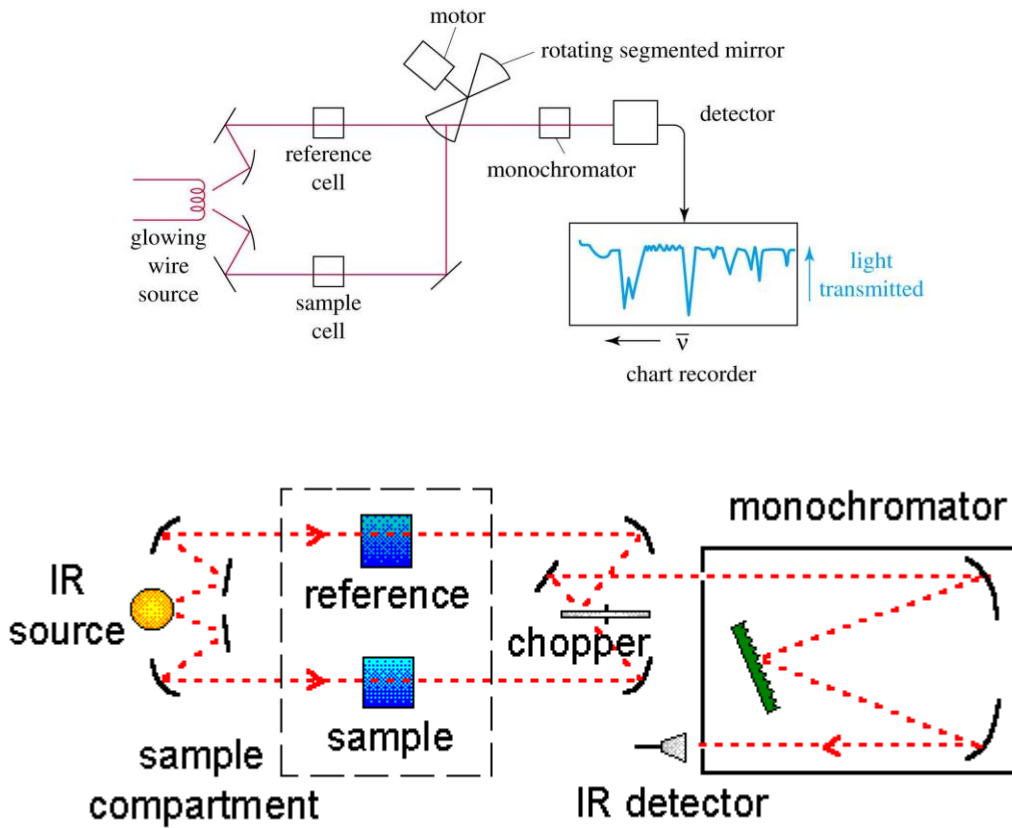 motor
rotating segmented mirror
detector
reference
cell
monochromator
glowing
wire
source
sample
cell
light
transmitted
ν̅
chart recorder
monochromator
IR
source
reference
chopper
sample
sample
compartment
IR detector